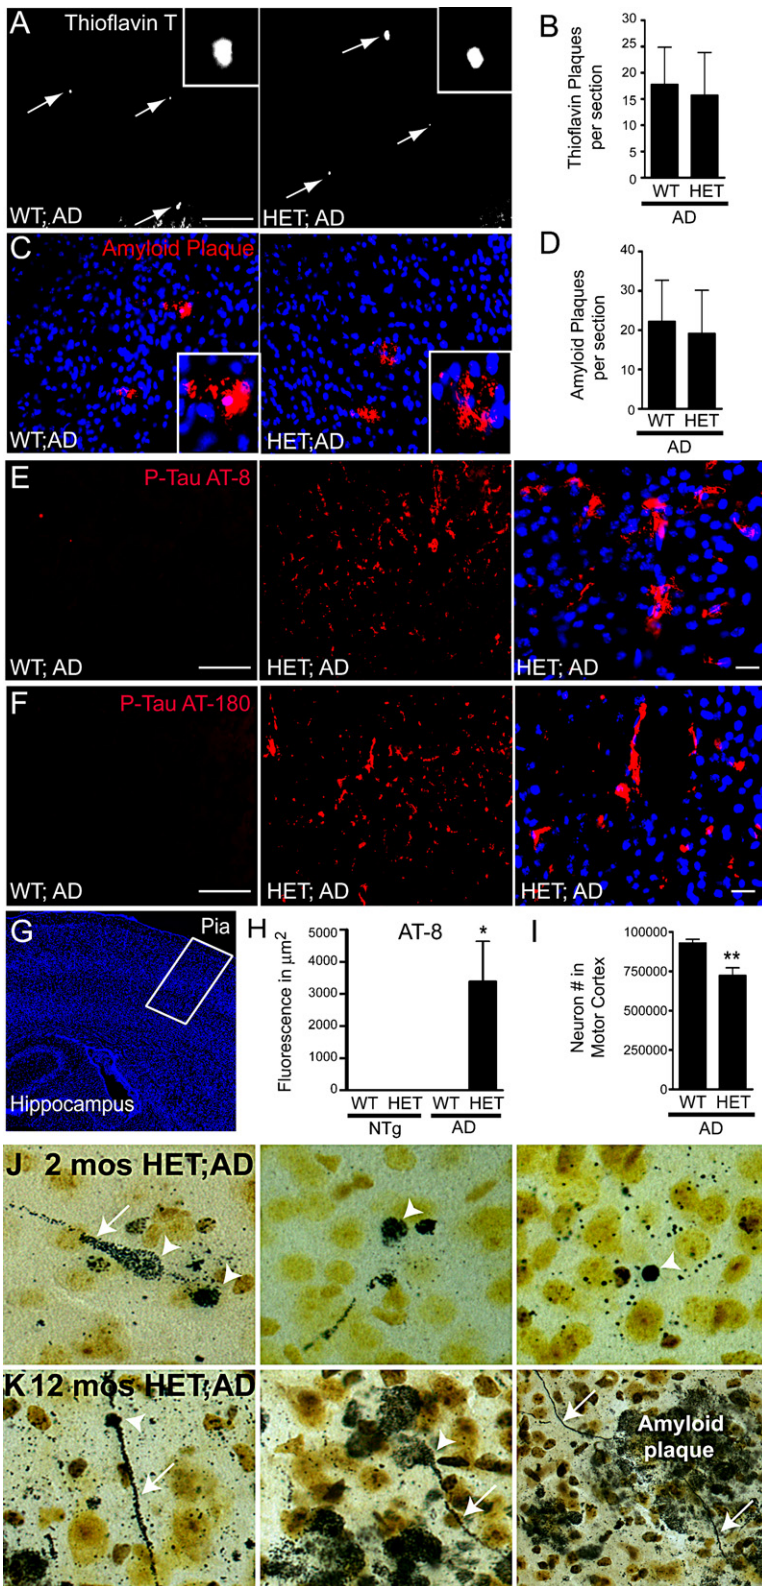 A
Thioflavin T
WT; AD
HET; AD
B
Thioflavin Plaques
per section
30
25
20
15
10
5
0
WT HET
AD
C
Amyloid Plaque
WT;AD
HET;AD
D
Amyloid Plaques
per section
40
30
20
10
0
WT HET
AD
E
P-Tau AT-8
WT; AD
HET; AD
HET; AD
F
P-Tau AT-180
WT; AD
HET; AD
HET; AD
G
Pia
Hippocampus
H
AT-8
Fluorescence in μm2
5000
4000
3000
2000
1000
0
*
WT HET WT HET
NTg AD
I
Neuron # in
Motor Cortex
1000000
750000
500000
250000
0
**
WT HET
AD
J 2 mos HET;AD
K 12 mos HET;AD
Amyloid
plaque